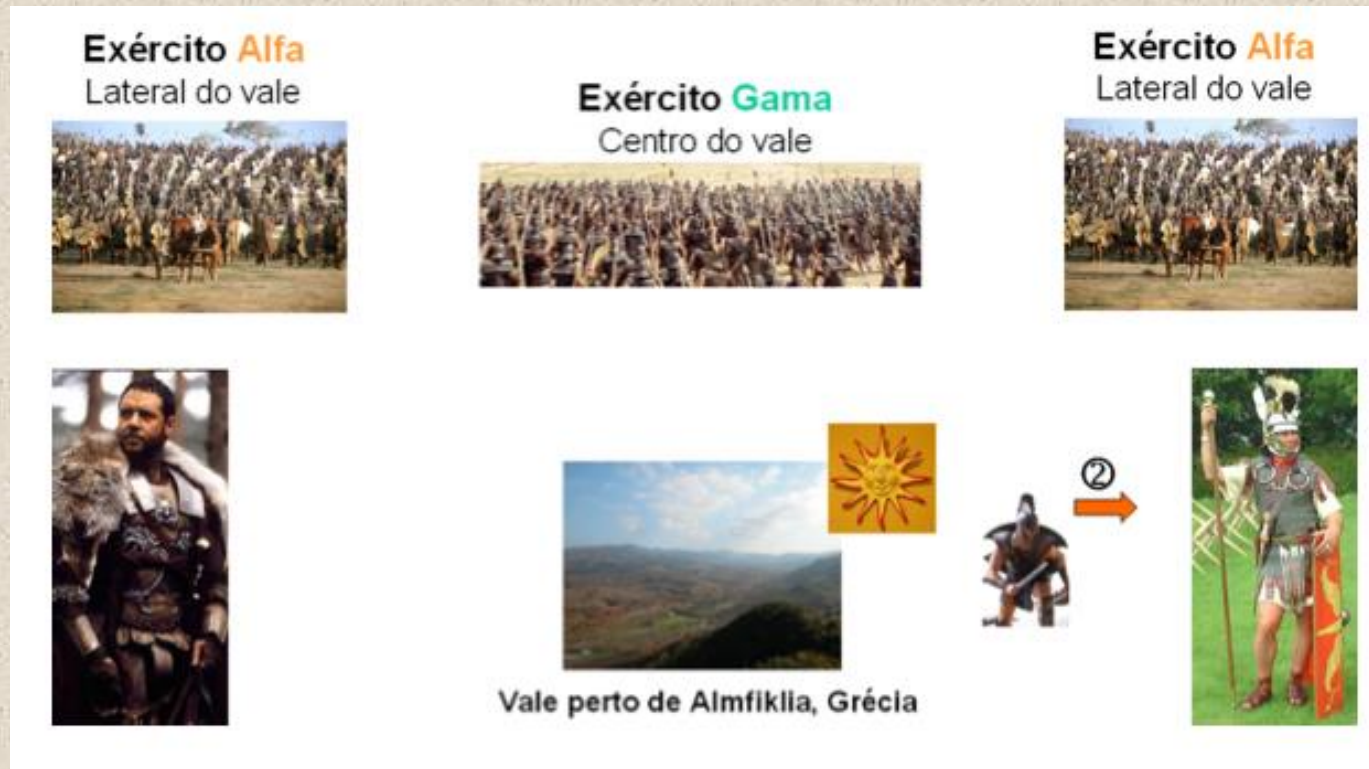 Exército Alfa
Lateral do vale
Exército Gama
Centro do vale
Exército Alfa
Lateral do vale
②
Vale perto de Almfiklia, Grécia